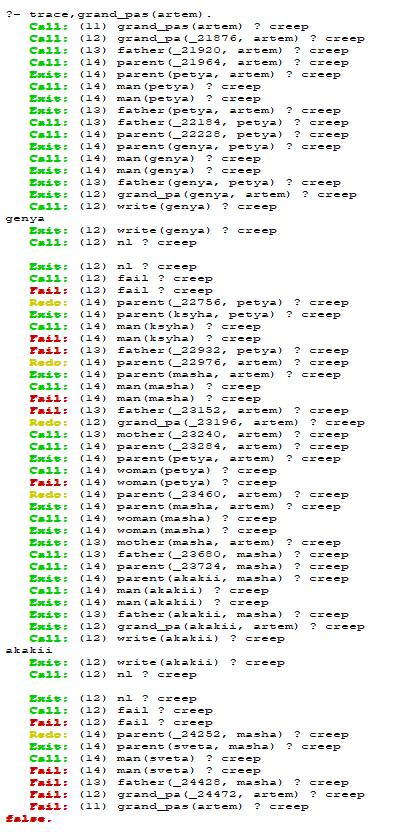 ?- trace,grand_pas(artem).
Call: (11) grand_pas(artem) ? creep
Call: (12) grand_pa(_21876, artem) ? creep
Call: (13) father(_21920, artem) ? creep
Call: (14) parent(_21964, artem) ? creep
Exit: (14) parent(petya, artem) ? creep
Call: (14) man(petya) ? creep
Exit: (14) man(petya) ? creep
Exit: (13) father(petya, artem) ? creep
Call: (13) father(_22184, petya) ? creep
Call: (14) parent(_22228, petya) ? creep
Exit: (14) parent(genya, petya) ? creep
Call: (14) man(genya) ? creep
Exit: (14) man(genya) ? creep
Exit: (13) father(genya, petya) ? creep
Exit: (12) grand_pa(genya, artem) ? creep
Call: (12) write(genya) ? creep
genya
Exit: (12) write(genya) ? creep
Call: (12) nl ? creep
Exit: (12) nl ? creep
Call: (12) fail ? creep
Fail: (12) fail ? creep
Redo: (14) parent(_22756, petya) ? creep
Exit: (14) parent(ksyha, petya) ? creep
Call: (14) man(ksyha) ? creep
Fail: (14) man(ksyha) ? creep
Fail: (13) father(_22932, petya) ? creep
Redo: (14) parent(_22976, artem) ? creep
Exit: (14) parent(masha, artem) ? creep
Call: (14) man(masha) ? creep
Fail: (14) man(masha) ? creep
Fail: (13) father(_23152, artem) ? creep
Redo: (12) grand_pa(_23196, artem) ? creep
Call: (13) mother(_23240, artem) ? creep
Call: (14) parent(_23284, artem) ? creep
Exit: (14) parent(petya, artem) ? creep
Call: (14) woman(petya) ? creep
Fail: (14) woman(petya) ? creep
Redo: (14) parent(_23460, artem) ? creep
Exit: (14) parent(masha, artem) ? creep
Call: (14) woman(masha) ? creep
Exit: (14) woman(masha) ? creep
Exit: (13) mother(masha, artem) ? creep
Call: (13) father(_23680, masha) ? creep
Call: (14) parent(_23724, masha) ? creep
Exit: (14) parent(akakii, masha) ? creep
Call: (14) man(akakii) ? creep
Exit: (14) man(akakii) ? creep
Exit: (13) father(akakii, masha) ? creep
Exit: (12) grand_pa(akakii, artem) ? creep
Call: (12) write(akakii) ? creep
akakii
Exit: (12) write(akakii) ? creep
Call: (12) nl ? creep
Exit: (12) nl ? creep
Call: (12) fail ? creep
Fail: (12) fail ? creep
Redo: (14) parent(_24252, masha) ? creep
Exit: (14) parent(sveta, masha) ? creep
Call: (14) man(sveta) ? creep
Fail: (14) man(sveta) ? creep
Fail: (13) father(_24428, masha) ? creep
Fail: (12) grand_pa(_24472, artem) ? creep
Fail: (11) grand_pas(artem) ? creep
false.